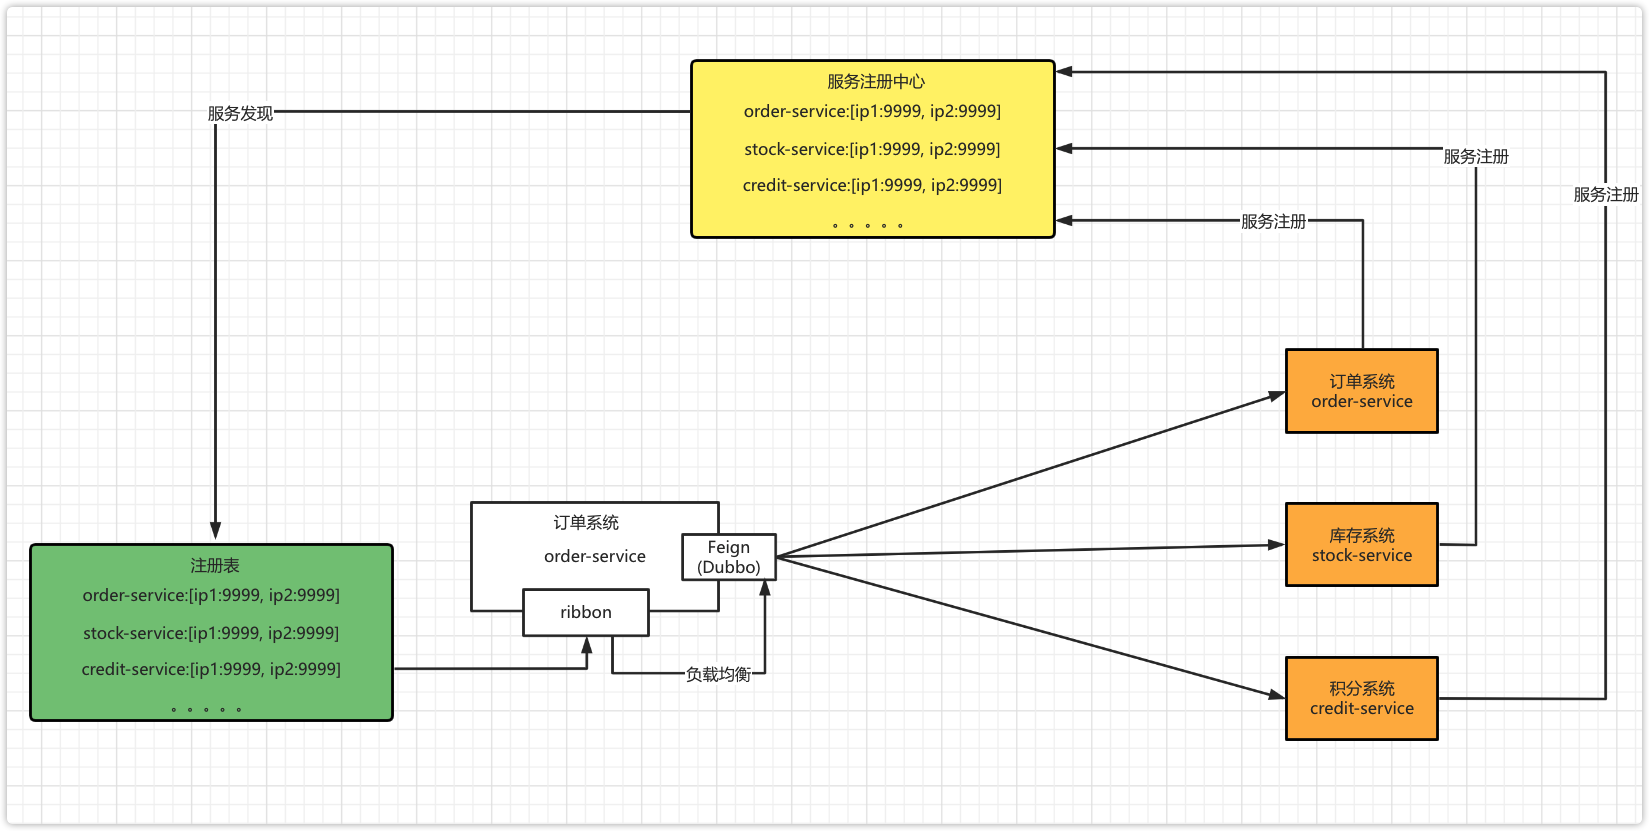 服务注册中心
order-service:[ip1:9999, ip2:9999]
stock-service:[ip1:9999, ip2:9999]
credit-service:[ip1:9999, ip2:9999]
。。。。。
服务发现
服务注册
服务注册
服务注册
订单系统
order-service
库存系统
stock-service
积分系统
credit-service
订单系统
order-service
Feign
(Dubbo)
ribbon
负载均衡
注册表
order-service:[ip1:9999, ip2:9999]
stock-service:[ip1:9999, ip2:9999]
credit-service:[ip1:9999, ip2:9999]
。。。。。